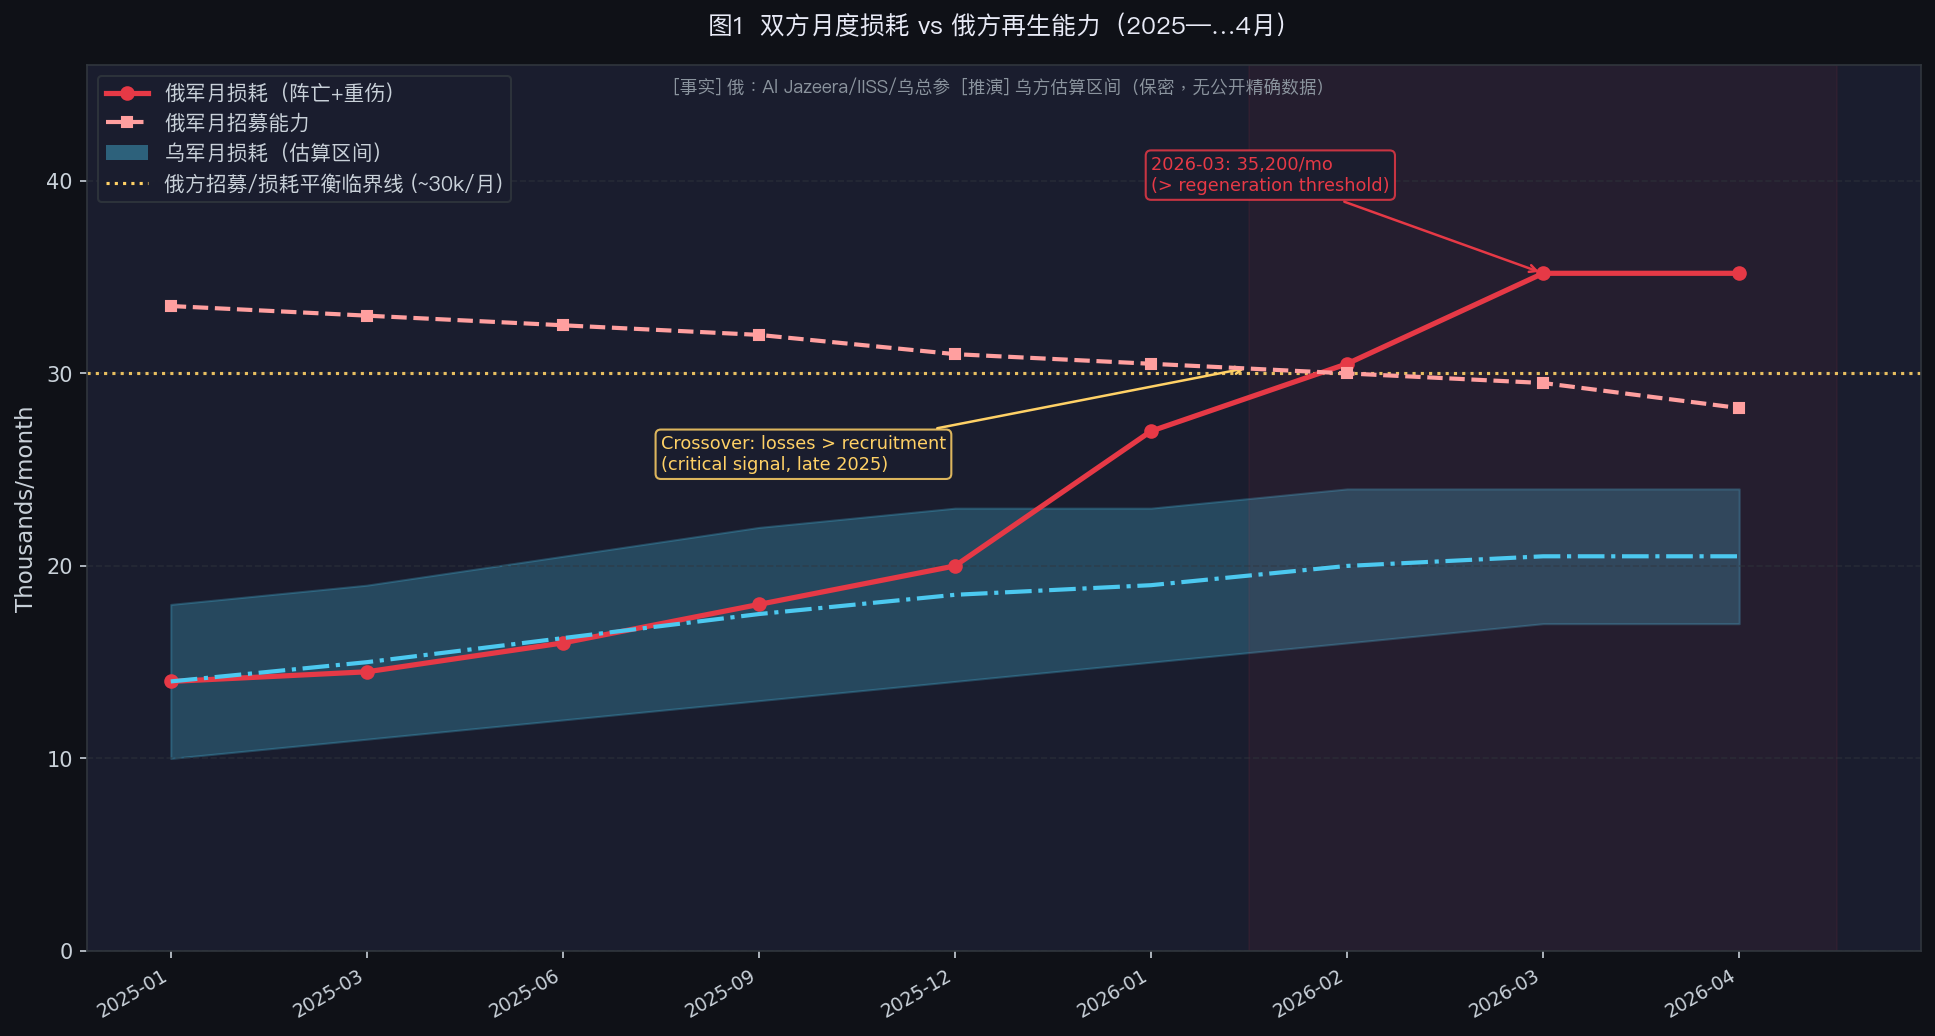 图1  双方月度损耗 vs 俄方再生能力（2025—…4月）
[事实] 俄：Al Jazeera/IISS/乌总参  [推演] 乌方估算区间（保密，无公开精确数据）
俄军月损耗（阵亡+重伤）
俄军月招募能力
乌军月损耗（估算区间）
俄方招募/损耗平衡临界线 (~30k/月)
2026-03: 35,200/mo
(> regeneration threshold)
Crossover: losses > recruitment
(critical signal, late 2025)
Thousands/month
40
30
20
10
0
2025-01
2025-03
2025-06
2025-09
2025-12
2026-01
2026-02
2026-03
2026-04